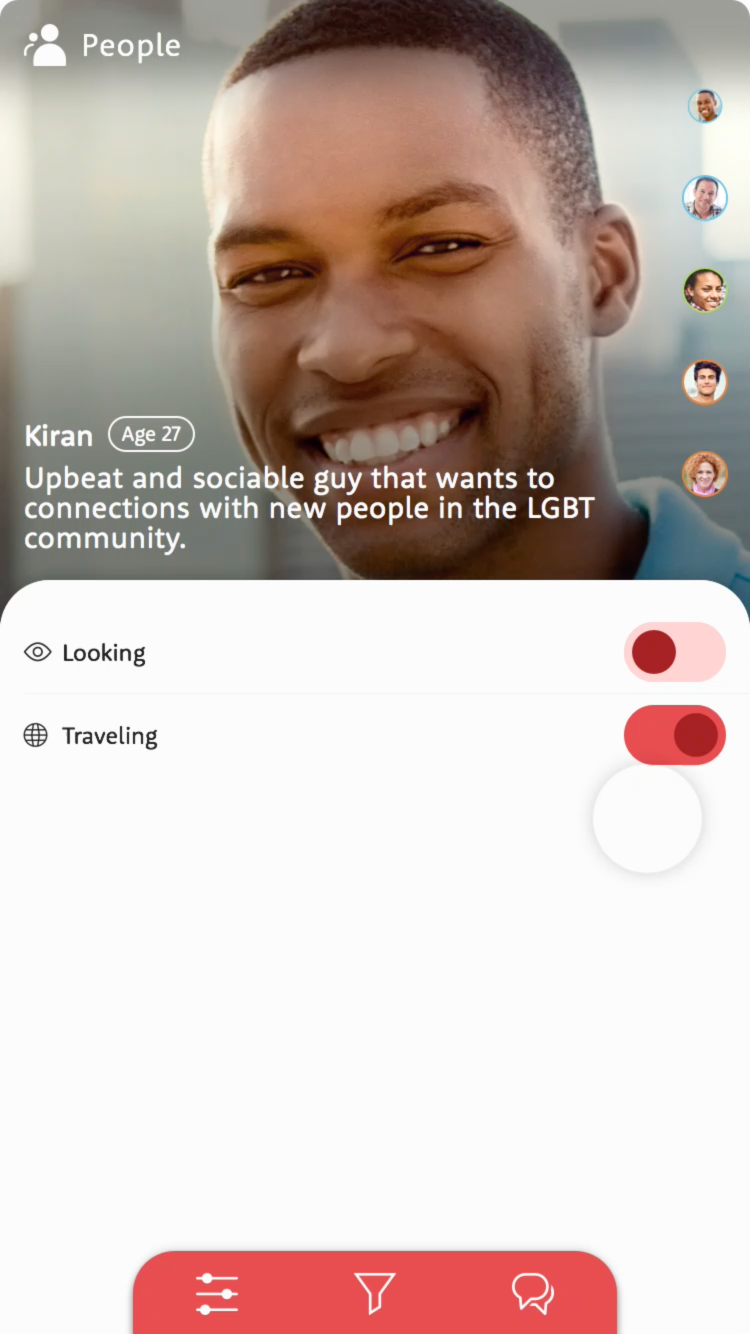 People
Kiran Age 27
Upbeat and sociable guy that wants to
connections with new people in the LGBT
community.
Looking
Traveling